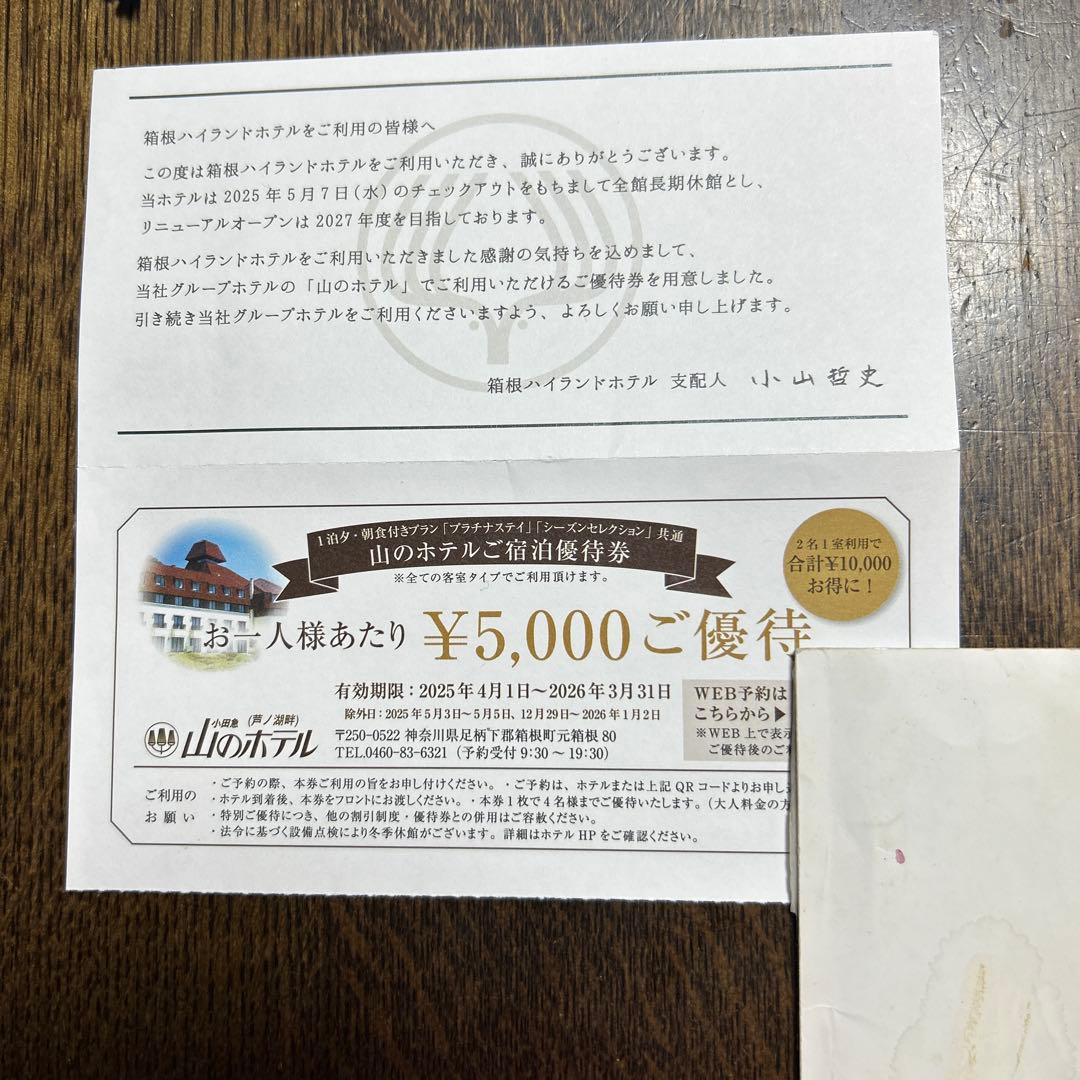 箱根ハイランドホテルをご利用の皆様へ
この度は箱根ハイランドホテルをご利用いただき、誠にありがとうございます。
当ホテルは2025年5月7日(水)のチェックアウトをもちまして全館長期休館とし、
リニューアルオープンは2027年度を目指しております。
箱根ハイランドホテルをご利用いただきました感謝の気持ちを込めまして、
当社グループホテルの「山のホテル」でご利用いただけるご優待券を用意しました。
引き続き当社グループホテルをご利用くださいますよう、よろしくお願い申し上げます。
箱根ハイランドホテル 支配人 小山哲史
1泊夕・朝食付きプラン「プラチナステイ」「シーズンセレクション」共通
山のホテルご宿泊優待券
※全ての客室タイプでご利用頂けます。
2名1室利用で
合計¥10,000
お得に!
お一人様あたり ¥5,000ご優待
有効期限:2025年4月1日〜2026年3月31日
除外日:2025年5月3日〜5月5日、12月29日〜2026年1月2日
小田急 (芦ノ湖畔)
山のホテル
〒250-0522 神奈川県足柄下郡箱根町元箱根80
TEL.0460-83-6321(予約受付9:30〜19:30)
WEB予約は
こちらから▶
※WEB上で表示
ご優待後のご
ご利用の
お願い
・ご予約の際、本券ご利用の旨をお申し付けください。・ご予約は、ホテルまたは上記QRコードよりお申し
・ホテル到着後、本券をフロントにお渡しください。・本券1枚で4名様までご優待いたします。(大人料金の方
・特別ご優待につき、他の割引制度・優待券との併用はご容赦ください。
・法令に基づく設備点検により冬季休館がございます。詳細はホテルHPをご確認ください。